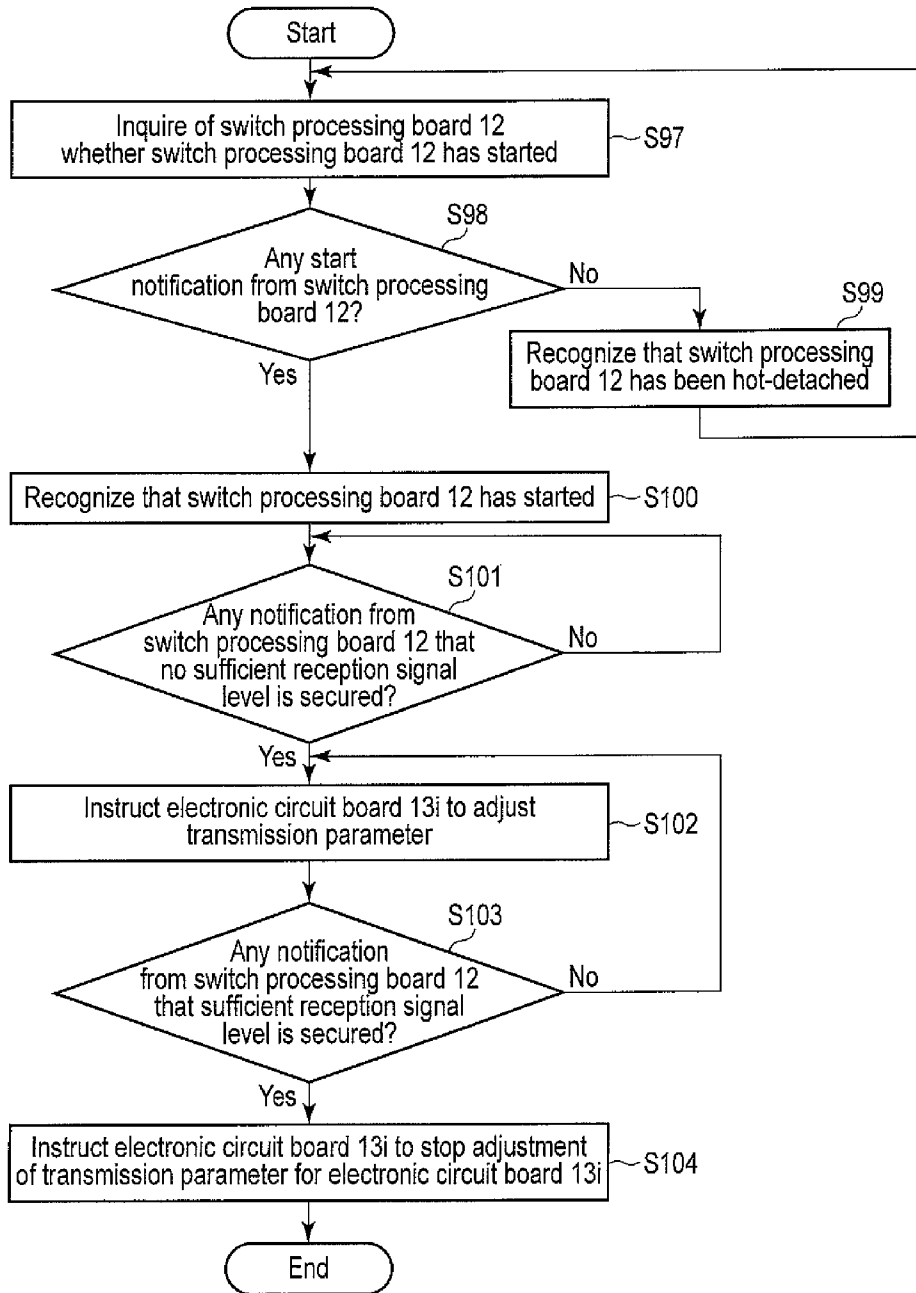 Start
Inquire of switch processing board 12
whether switch processing board 12 has started
S97
S98
Any start
notification from switch processing
board 12?
No
Yes
S99
Recognize that switch processing
board 12 has been hot-detached
Recognize that switch processing board 12 has started
S100
S101
Any notification from
switch processing board 12 that
no sufficient reception signal
level is secured?
No
Yes
Instruct electronic circuit board 13i to adjust
transmission parameter
S102
S103
Any notification
from switch processing board 12
that sufficient reception signal
level is secured?
No
Yes
Instruct electronic circuit board 13i to stop adjustment
of transmission parameter for electronic circuit board 13i
S104
End